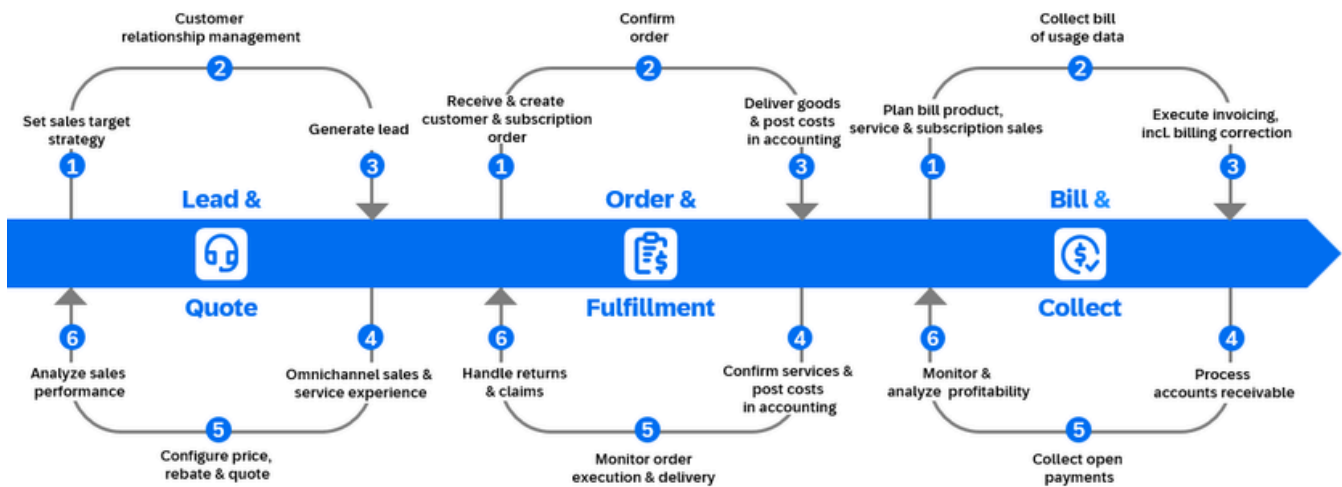 Customer
relationship management
2
Set sales target
strategy
1
Generate lead
3
Lead &
Quote
6
Analyze sales
performance
4
Omnichannel sales &
service experience
5
Configure price,
rebate & quote
Confirm
order
2
Receive & create
customer & subscription
order
1
Deliver goods
& post costs
in accounting
3
Order &
$
Fulfillment
6
Handle returns
& claims
4
Confirm services &
post costs
in accounting
5
Monitor order
execution & delivery
Collect bill
of usage data
2
Plan bill product,
service & subscription sales
1
Execute invoicing,
incl. billing correction
3
Bill &
$
Collect
6
Monitor &
analyze profitability
4
Process
accounts receivable
5
Collect open
payments